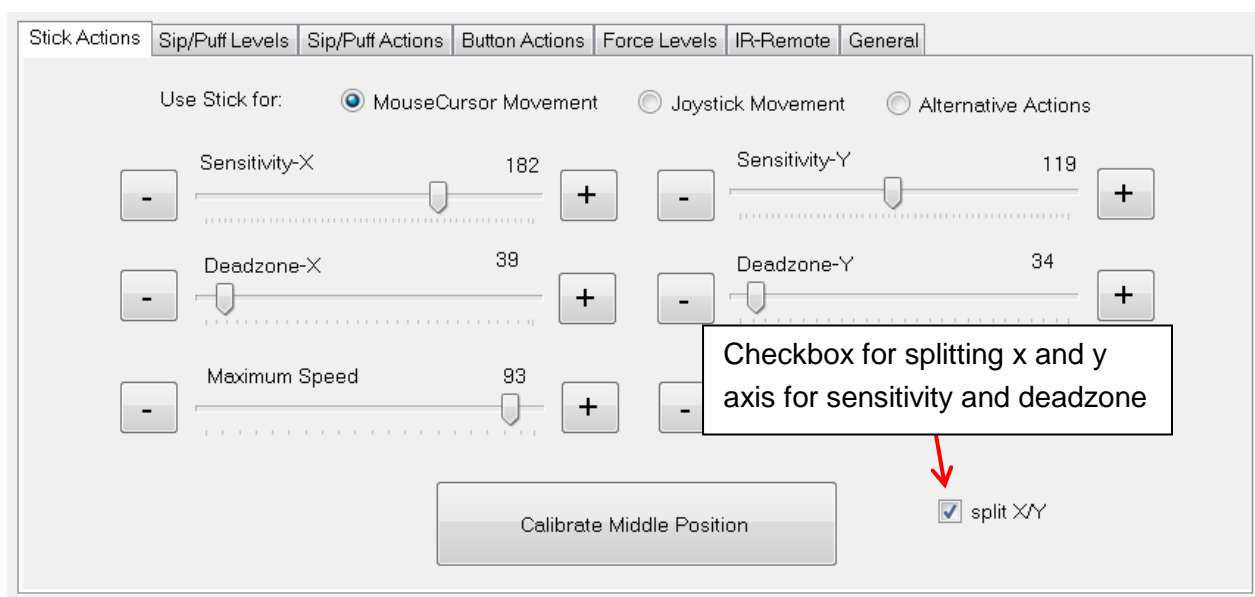 Stick Actions Sip/Puff Levels Sip/Puff Actions Button Actions Force Levels IR-Remote General
Use Stick for: MouseCursor Movement Joystick Movement Alternative Actions
Sensitivity-X 182 Sensitivity-Y 119
- + - +
Deadzone-X 39 Deadzone-Y 34
- + - +
Maximum Speed 93
- + -
Checkbox for splitting x and y
axis for sensitivity and deadzone
Calibrate Middle Position
split X/Y